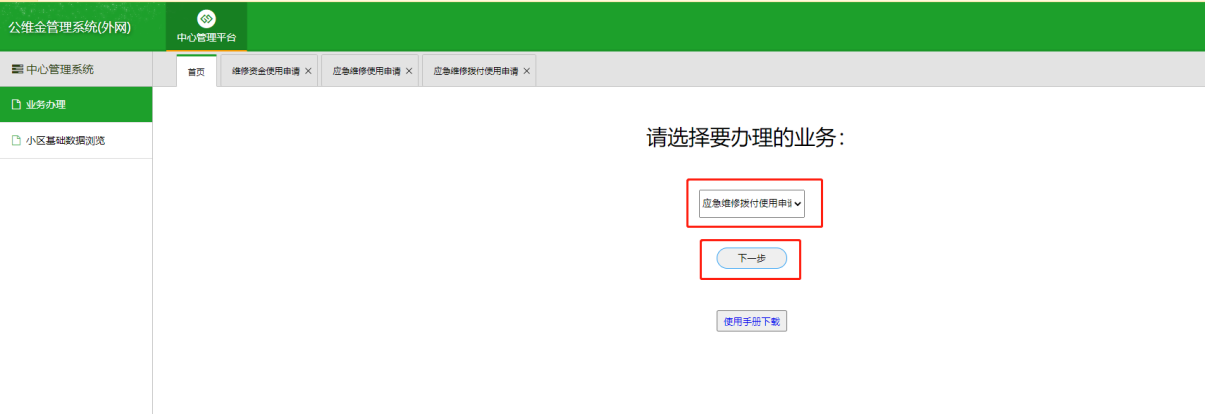 公维金管理系统(外网)
中心管理平台
中心管理系统
首页
维修资金使用申请
应急维修使用申请
应急维修拨付使用申请
业务办理
小区基础数据浏览
请选择要办理的业务：
应急维修拨付使用申
下一步
使用手册下载